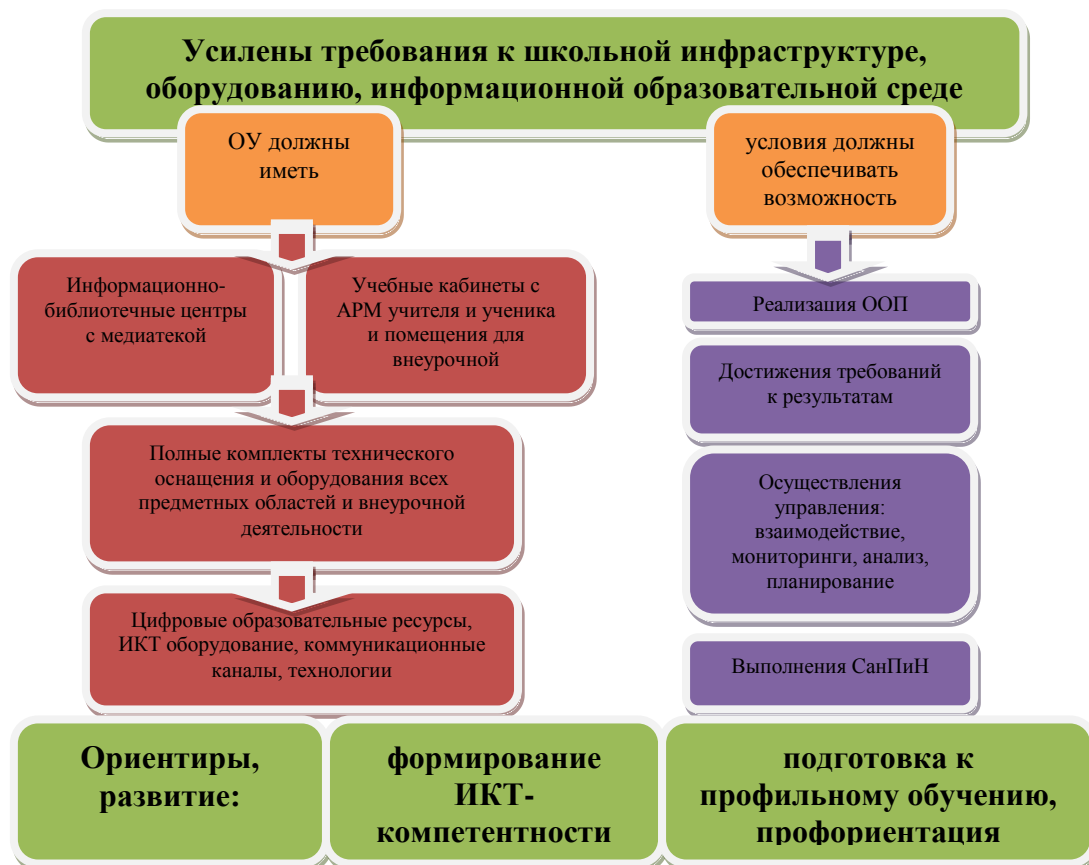 Усилены требования к школьной инфраструктуре,
оборудованию, информационной образовательной среде
ОУ должны
иметь
условия должны
обеспечивать
возможность
Информационно-
библиотечные центры
с медиатекой
Учебные кабинеты с
АРМ учителя и ученика
и помещения для
внеурочной
Полные комплекты технического
оснащения и оборудования всех
предметных областей и внеурочной
деятельности
Цифровые образовательные ресурсы,
ИКТ оборудование, коммуникационные
каналы, технологии
Реализация ООП
Достижения требований
к результатам
Осуществления
управления:
взаимодействие,
мониторинги, анализ,
планирование
Выполнения СанПиН
Ориентиры,
развитие:
формирование
ИКТ-
компетентности
подготовка к
профильному обучению,
профориентация